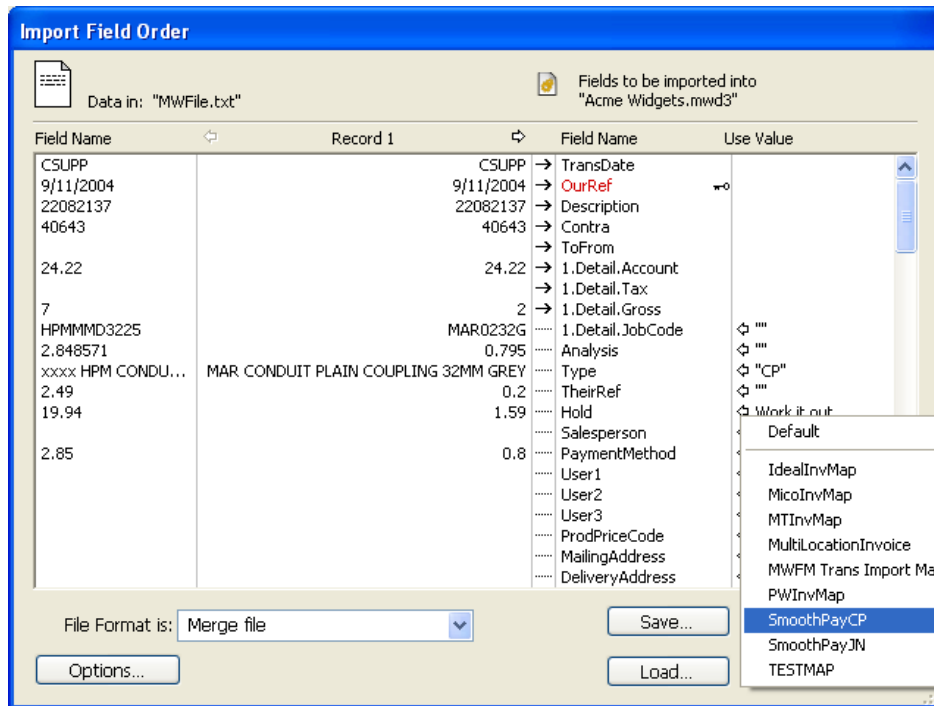 Import Field Order
Data in: "MWFile.txt"
Fields to be imported into
"Acme Widgets.mwd3"
Field Name Record 1 Field Name Use Value
CSUPP CSUPP TransDate
9/11/2004 9/11/2004 OurRef
22082137 22082137 Description
40643 40643 Contra
ToFrom
24.22 24.22 1.Detail.Account
1.Detail.Tax
7 2 1.Detail.Gross
HPMMMD3225 MAR0232G 1.Detail.JobCode ""
2.848571 0.795 Analysis ""
xxxx HPM CONDU... MAR CONDUIT PLAIN COUPLING 32MM GREY Type "CP"
2.49 0.2 TheirRef ""
19.94 1.59 Hold Work it out
Salesperson
2.85 0.8 PaymentMethod
User1
User2
User3
ProdPriceCode
MailingAddress
DeliveryAddress
Default
IdealInvMap
MicoInvMap
MTInvMap
MultiLocationInvoice
MWFM Trans Import Ma
PWInvMap
SmoothPayCP
SmoothPayJN
TESTMAP
File Format is: Merge file
Save...
Options...
Load...